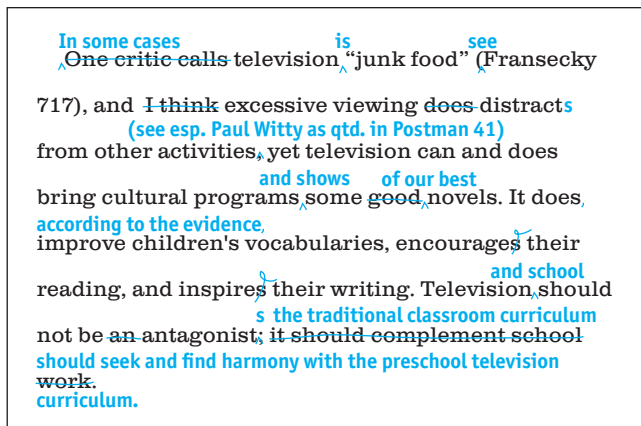 In some cases is see
One critic calls television "junk food" (Fransecky
717), and I think excessive viewing does distracts
(see esp. Paul Witty as qtd. in Postman 41)
from other activities, yet television can and does
and shows of our best
bring cultural programs some good novels. It does,
according to the evidence,
improve children's vocabularies, encourages their
and school
reading, and inspires their writing. Television should
s the traditional classroom curriculum
not be an antagonist; it should complement school
should seek and find harmony with the preschool television
work.
curriculum.